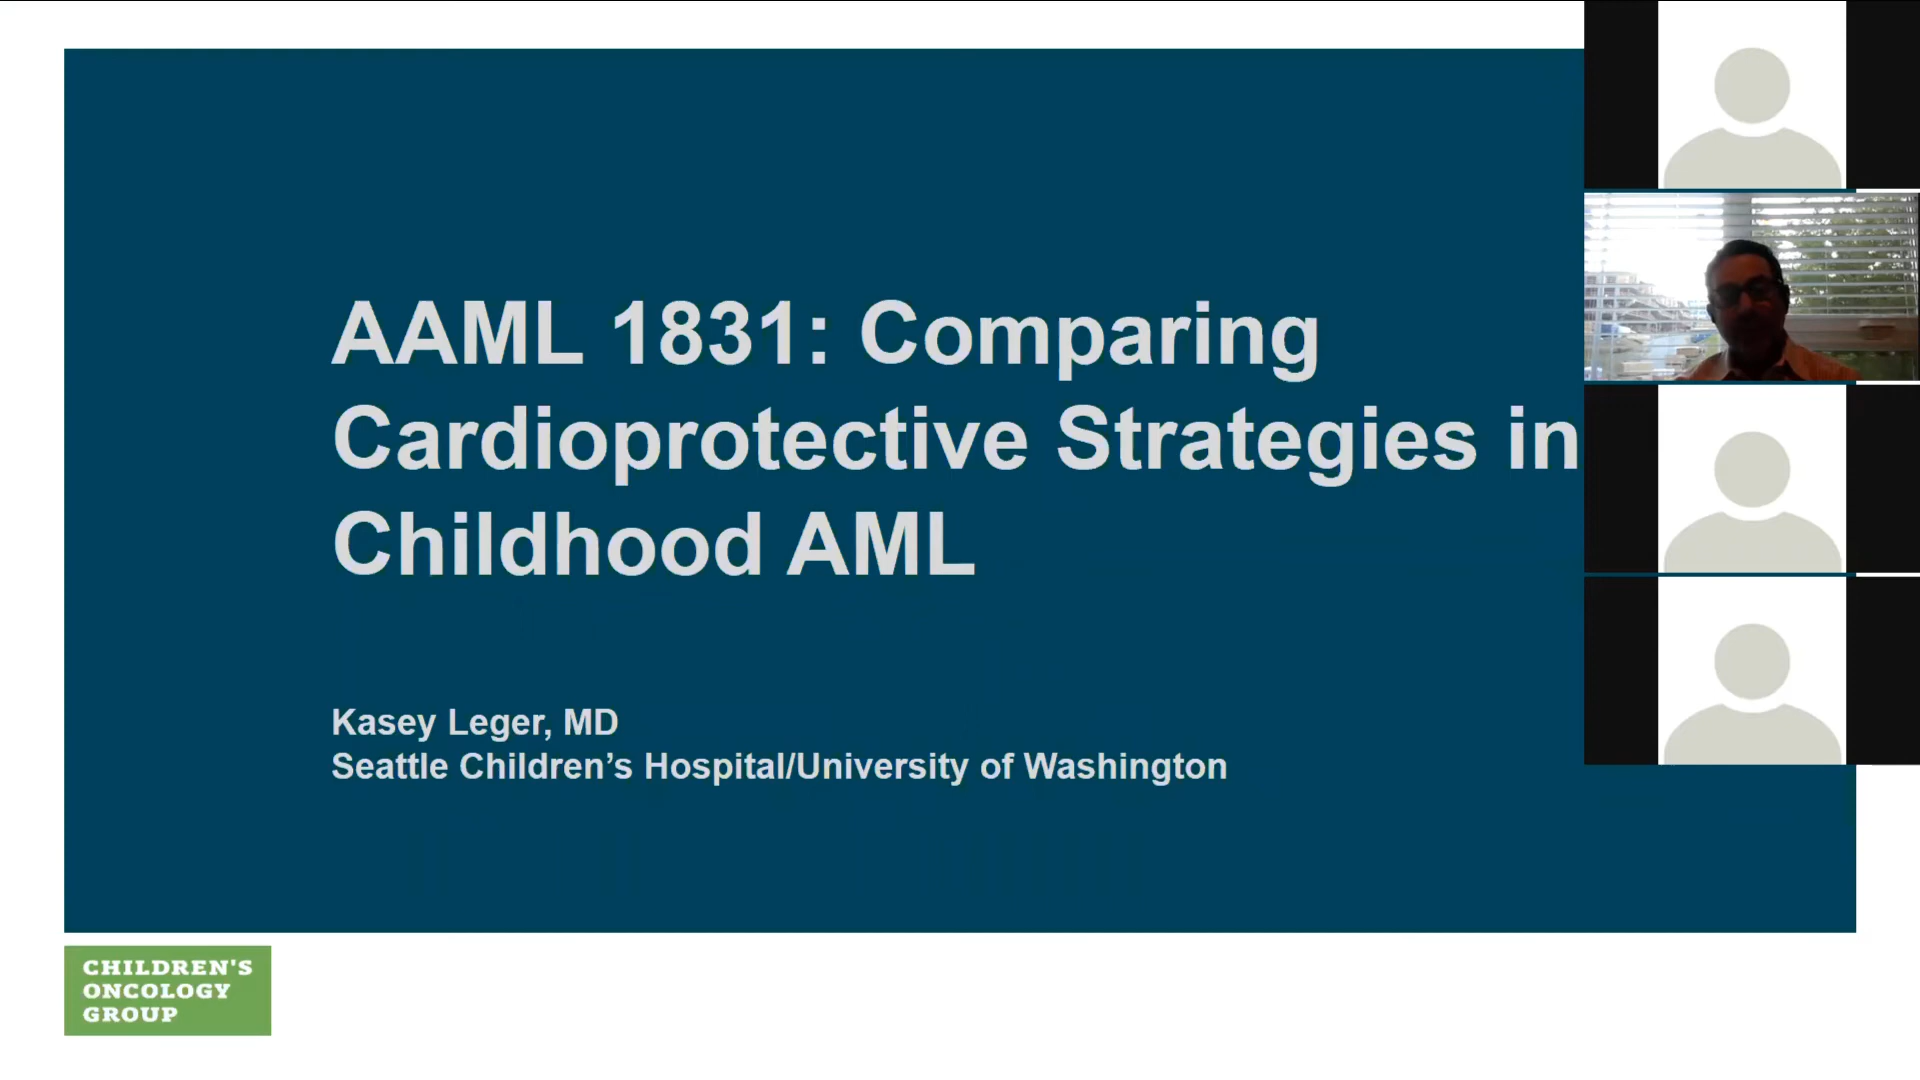 AAML 1831: Comparing
Cardioprotective Strategies in
Childhood AML
Kasey Leger, MD
Seattle Children’s Hospital/University of Washington
CHILDREN'S
ONCOLOGY
GROUP